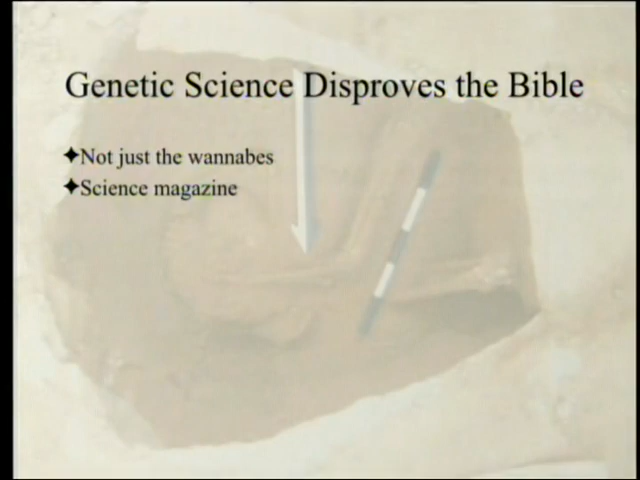 Genetic Science Disproves the Bible
✦Not just the wannabes
✦Science magazine